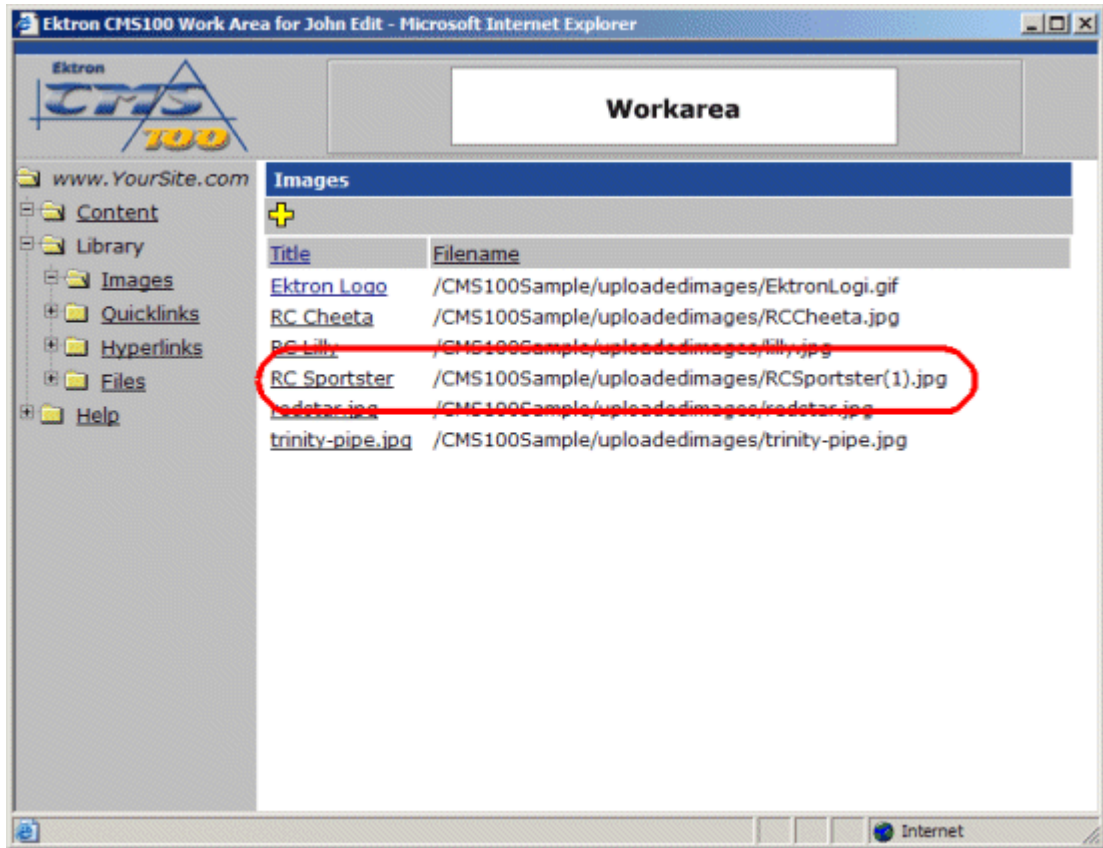 Ektron CMS100 Work Area for John Edit - Microsoft Internet Explorer
Ektron
CMS
100
Workarea
www.YourSite.com
Content
Library
Images
Quicklinks
Hyperlinks
Files
Help
Images
Title Filename
Ektron Logo /CMS100Sample/uploadedimages/EktronLogi.gif
RC Cheeta /CMS100Sample/uploadedimages/RCCheeta.jpg
RC Lilly /CMS100Sample/uploadedimages/lilly.jpg
RC Sportster /CMS100Sample/uploadedimages/RCSportster(1).jpg
redstar.jpg /CMS100Sample/uploadedimages/redstar.jpg
trinity-pipe.jpg /CMS100Sample/uploadedimages/trinity-pipe.jpg
Internet